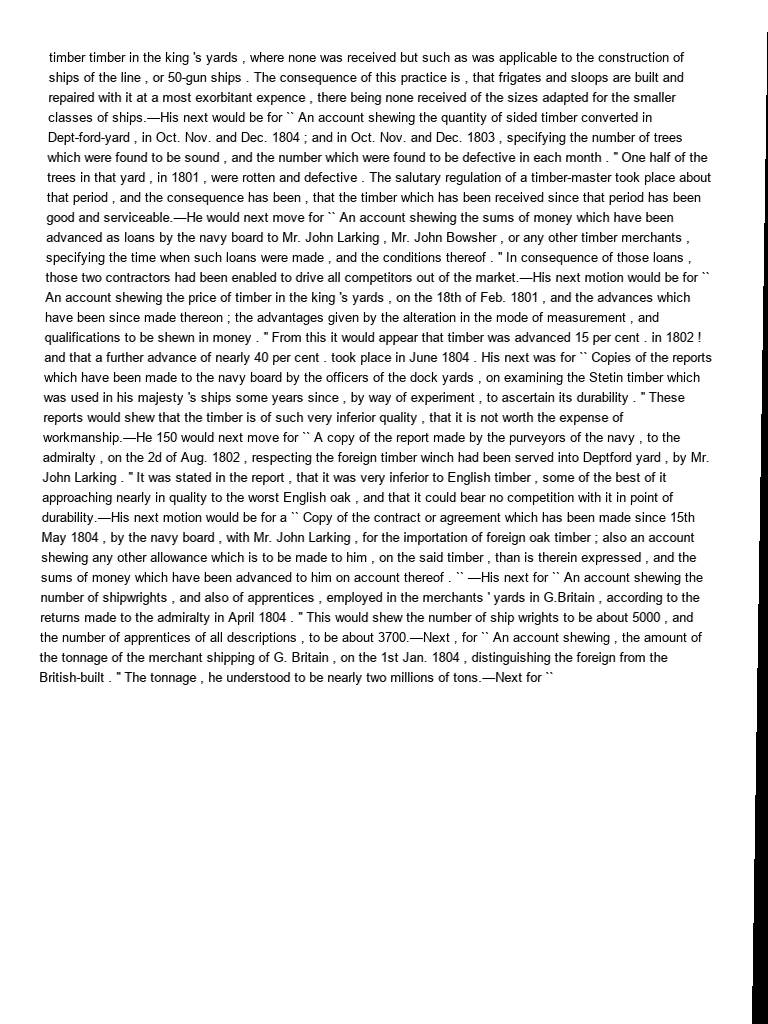 timber timber in the king 's yards , where none was received but such as was applicable to the construction of
ships of the line , or 50-gun ships . The consequence of this practice is , that frigates and sloops are built and
repaired with it at a most exorbitant expence , there being none received of the sizes adapted for the smaller
classes of ships.—His next would be for `` An account shewing the quantity of sided timber converted in
Dept-ford-yard , in Oct. Nov. and Dec. 1804 ; and in Oct. Nov. and Dec. 1803 , specifying the number of trees
which were found to be sound , and the number which were found to be defective in each month . " One half of the
trees in that yard , in 1801 , were rotten and defective . The salutary regulation of a timber-master took place about
that period , and the consequence has been , that the timber which has been received since that period has been
good and serviceable.—He would next move for `` An account shewing the sums of money which have been
advanced as loans by the navy board to Mr. John Larking , Mr. John Bowsher , or any other timber merchants ,
specifying the time when such loans were made , and the conditions thereof . " In consequence of those loans ,
those two contractors had been enabled to drive all competitors out of the market.—His next motion would be for ``
An account shewing the price of timber in the king 's yards , on the 18th of Feb. 1801 , and the advances which
have been since made thereon ; the advantages given by the alteration in the mode of measurement , and
qualifications to be shewn in money . " From this it would appear that timber was advanced 15 per cent . in 1802 !
and that a further advance of nearly 40 per cent . took place in June 1804 . His next was for `` Copies of the reports
which have been made to the navy board by the officers of the dock yards , on examining the Stetin timber which
was used in his majesty 's ships some years since , by way of experiment , to ascertain its durability . " These
reports would shew that the timber is of such very inferior quality , that it is not worth the expense of
workmanship.—He 150 would next move for `` A copy of the report made by the purveyors of the navy , to the
admiralty , on the 2d of Aug. 1802 , respecting the foreign timber winch had been served into Deptford yard , by Mr.
John Larking . " It was stated in the report , that it was very inferior to English timber , some of the best of it
approaching nearly in quality to the worst English oak , and that it could bear no competition with it in point of
durability.—His next motion would be for a `` Copy of the contract or agreement which has been made since 15th
May 1804 , by the navy board , with Mr. John Larking , for the importation of foreign oak timber ; also an account
shewing any other allowance which is to be made to him , on the said timber , than is therein expressed , and the
sums of money which have been advanced to him on account thereof . `` —His next for `` An account shewing the
number of shipwrights , and also of apprentices , employed in the merchants ' yards in G.Britain , according to the
returns made to the admiralty in April 1804 . " This would shew the number of ship wrights to be about 5000 , and
the number of apprentices of all descriptions , to be about 3700.—Next , for `` An account shewing , the amount of
the tonnage of the merchant shipping of G. Britain , on the 1st Jan. 1804 , distinguishing the foreign from the
British-built . " The tonnage , he understood to be nearly two millions of tons.—Next for ``